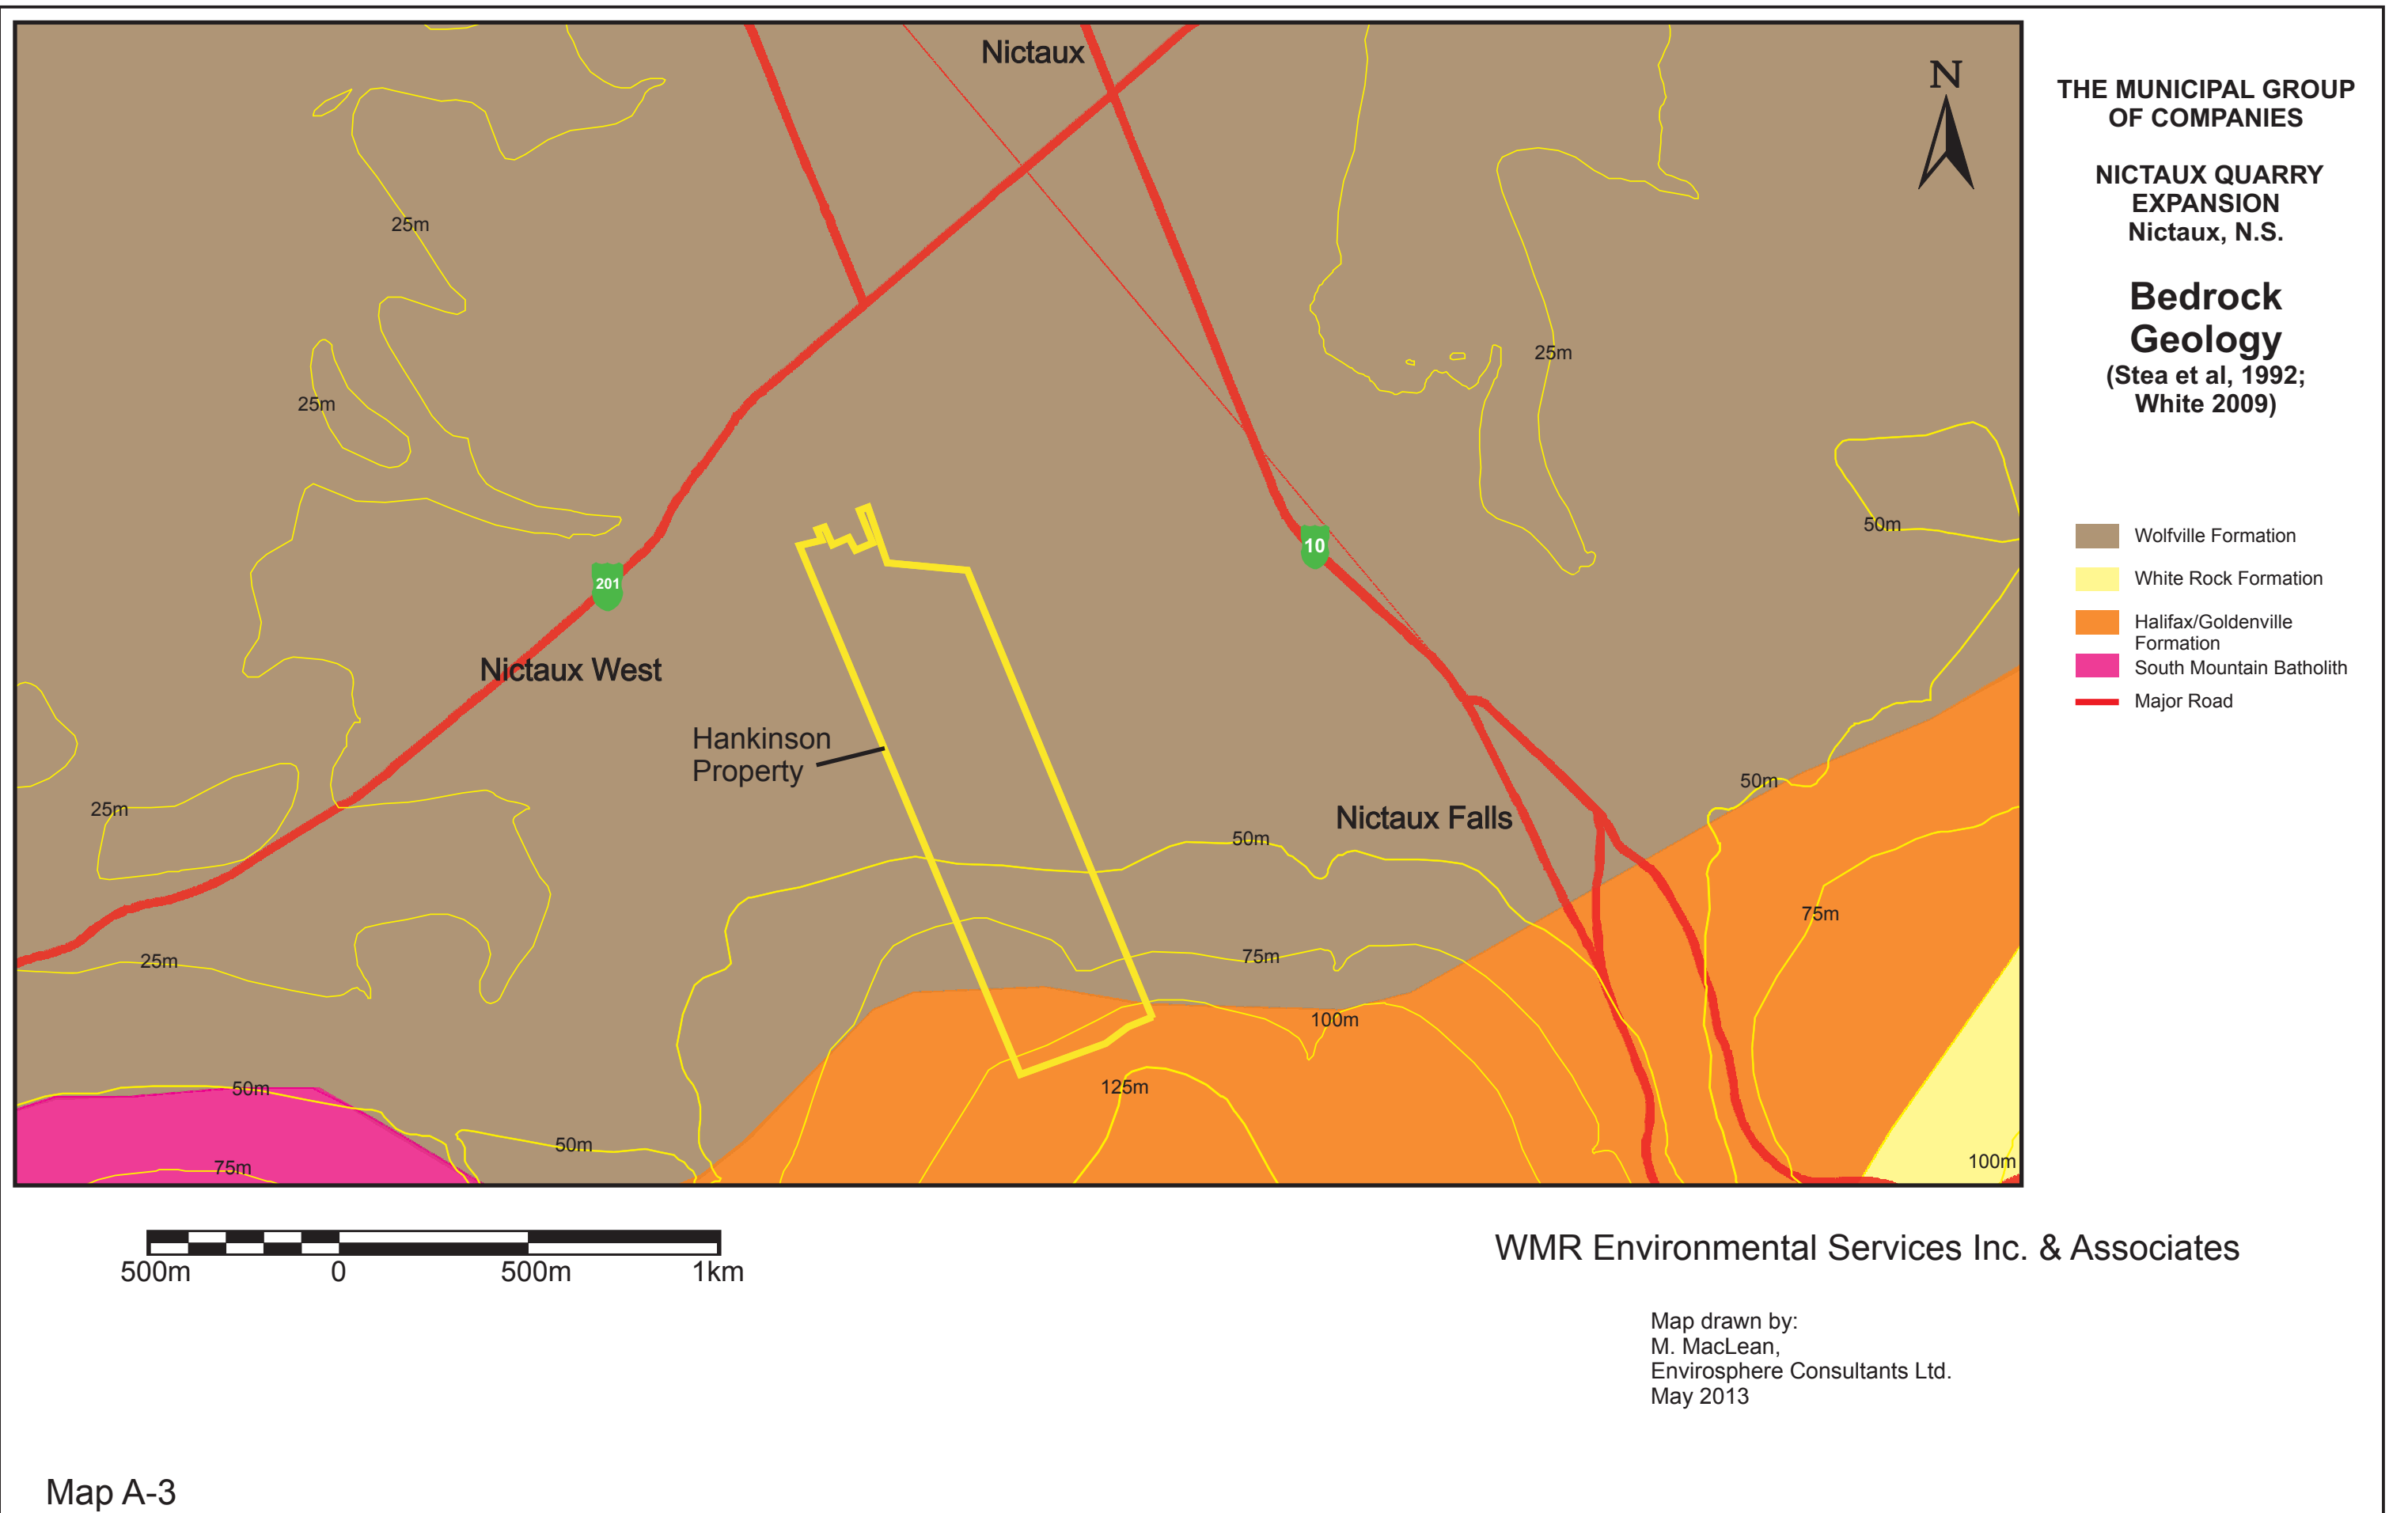 Nictaux
N
25m
25m
25m
50m
10
201
Nictaux West
Hankinson
Property
50m
25m
Nictaux Falls
50m
75m
25m
75m
100m
50m
125m
50m
75m
100m
THE MUNICIPAL GROUP
OF COMPANIES
NICTAUX QUARRY
EXPANSION
Nictaux, N.S.
Bedrock
Geology
(Stea et al, 1992;
White 2009)
Wolfville Formation
White Rock Formation
Halifax/Goldenville
Formation
South Mountain Batholith
Major Road
500m 0 500m 1km
WMR Environmental Services Inc. & Associates
Map drawn by:
M. MacLean,
Envirosphere Consultants Ltd.
May 2013
Map A-3